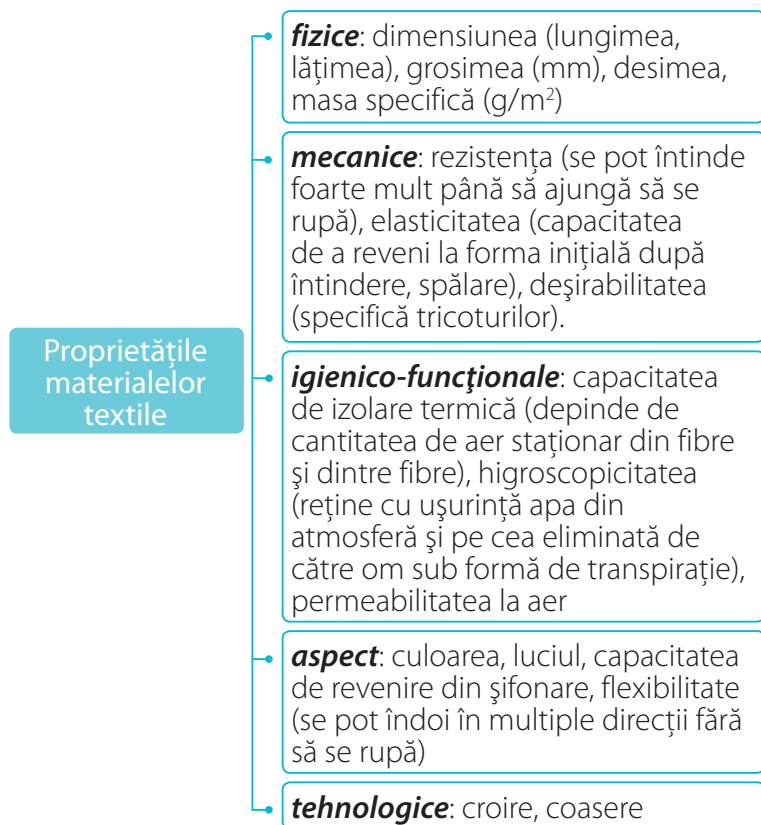 fizice: dimensiunea (lungimea,
lățimea), grosimea (mm), desimea,
masa specifică (g/m²)
mecanice: rezistența (se pot întinde
foarte mult până să ajungă să se
rupă), elasticitatea (capacitatea
de a reveni la forma inițială după
întindere, spălare), deşirabilitatea
(specifică tricoturilor).
Proprietățile
materialelor
textile
igienico-funcţionale: capacitatea
de izolare termică (depinde de
cantitatea de aer staționar din fibre
şi dintre fibre), higroscopicitatea
(reține cu uşurință apa din
atmosferă şi pe cea eliminată de
către om sub formă de transpirație),
permeabilitatea la aer
aspect: culoarea, luciul, capacitatea
de revenire din şifonare, flexibilitate
(se pot îndoi în multiple direcții fără
să se rupă)
tehnologice: croire, coasere